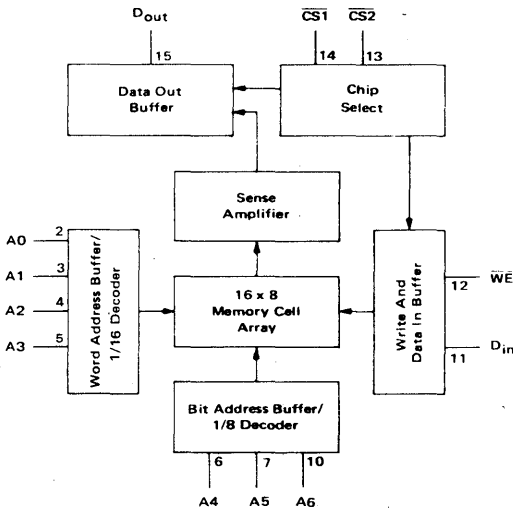 Dout
CS1 CS2
15
14 13
Data Out
Buffer
Chip
Select
Sense
Amplifier
A0 2
A1 3
A2 4
A3 5
Word Address Buffer/
1/16 Decoder
16 x 8
Memory Cell
Array
Write And
Data In Buffer
12 WE
11 Din
Bit Address Buffer/
1/8 Decoder
6 7 10
A4 A5 A6